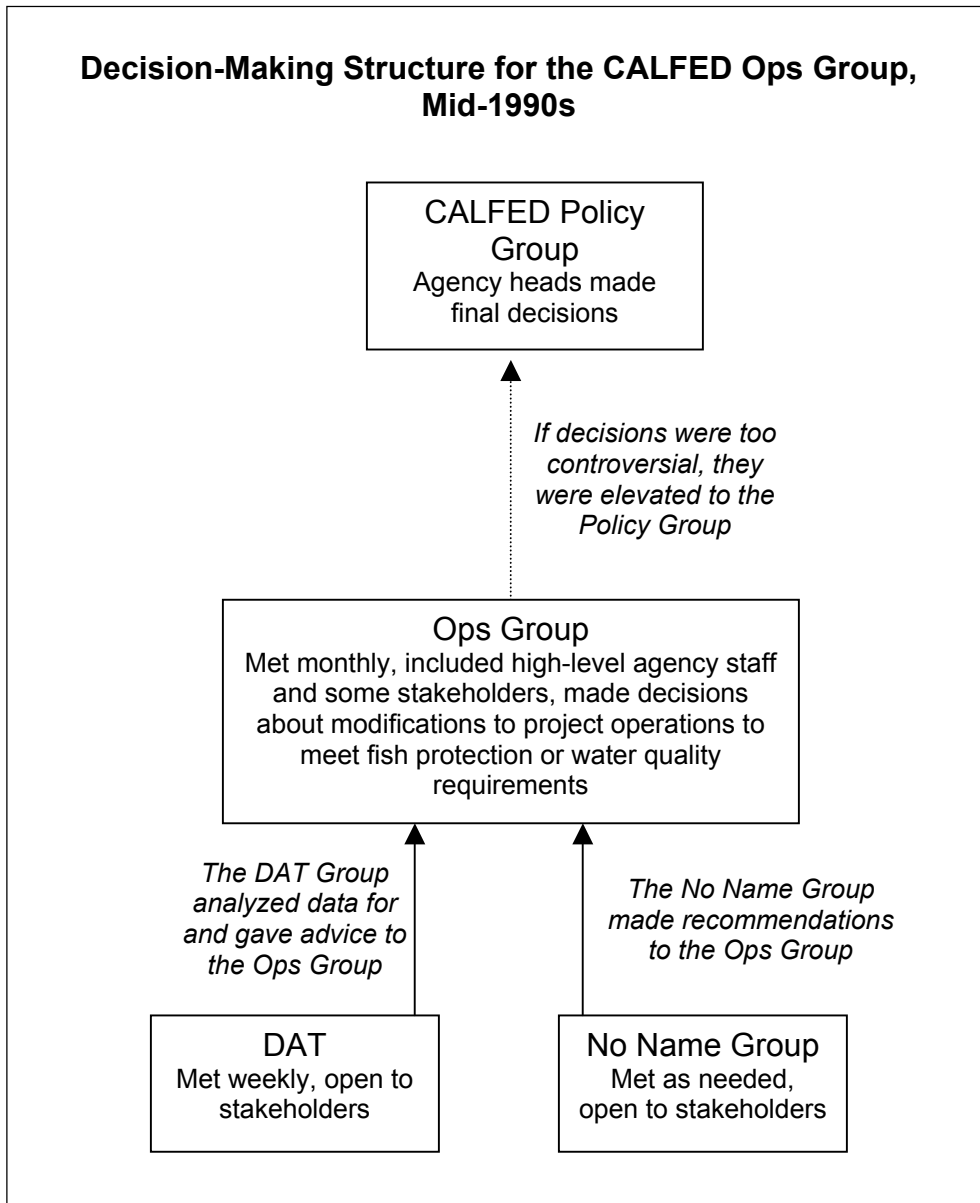 Decision-Making Structure for the CALFED Ops Group,
Mid-1990s
CALFED Policy
Group
Agency heads made
final decisions
If decisions were too
controversial, they
were elevated to the
Policy Group
Ops Group
Met monthly, included high-level agency staff
and some stakeholders, made decisions
about modifications to project operations to
meet fish protection or water quality
requirements
The DAT Group
analyzed data for
and gave advice to
the Ops Group
The No Name Group
made recommendations
to the Ops Group
DAT
Met weekly, open to
stakeholders
No Name Group
Met as needed,
open to stakeholders